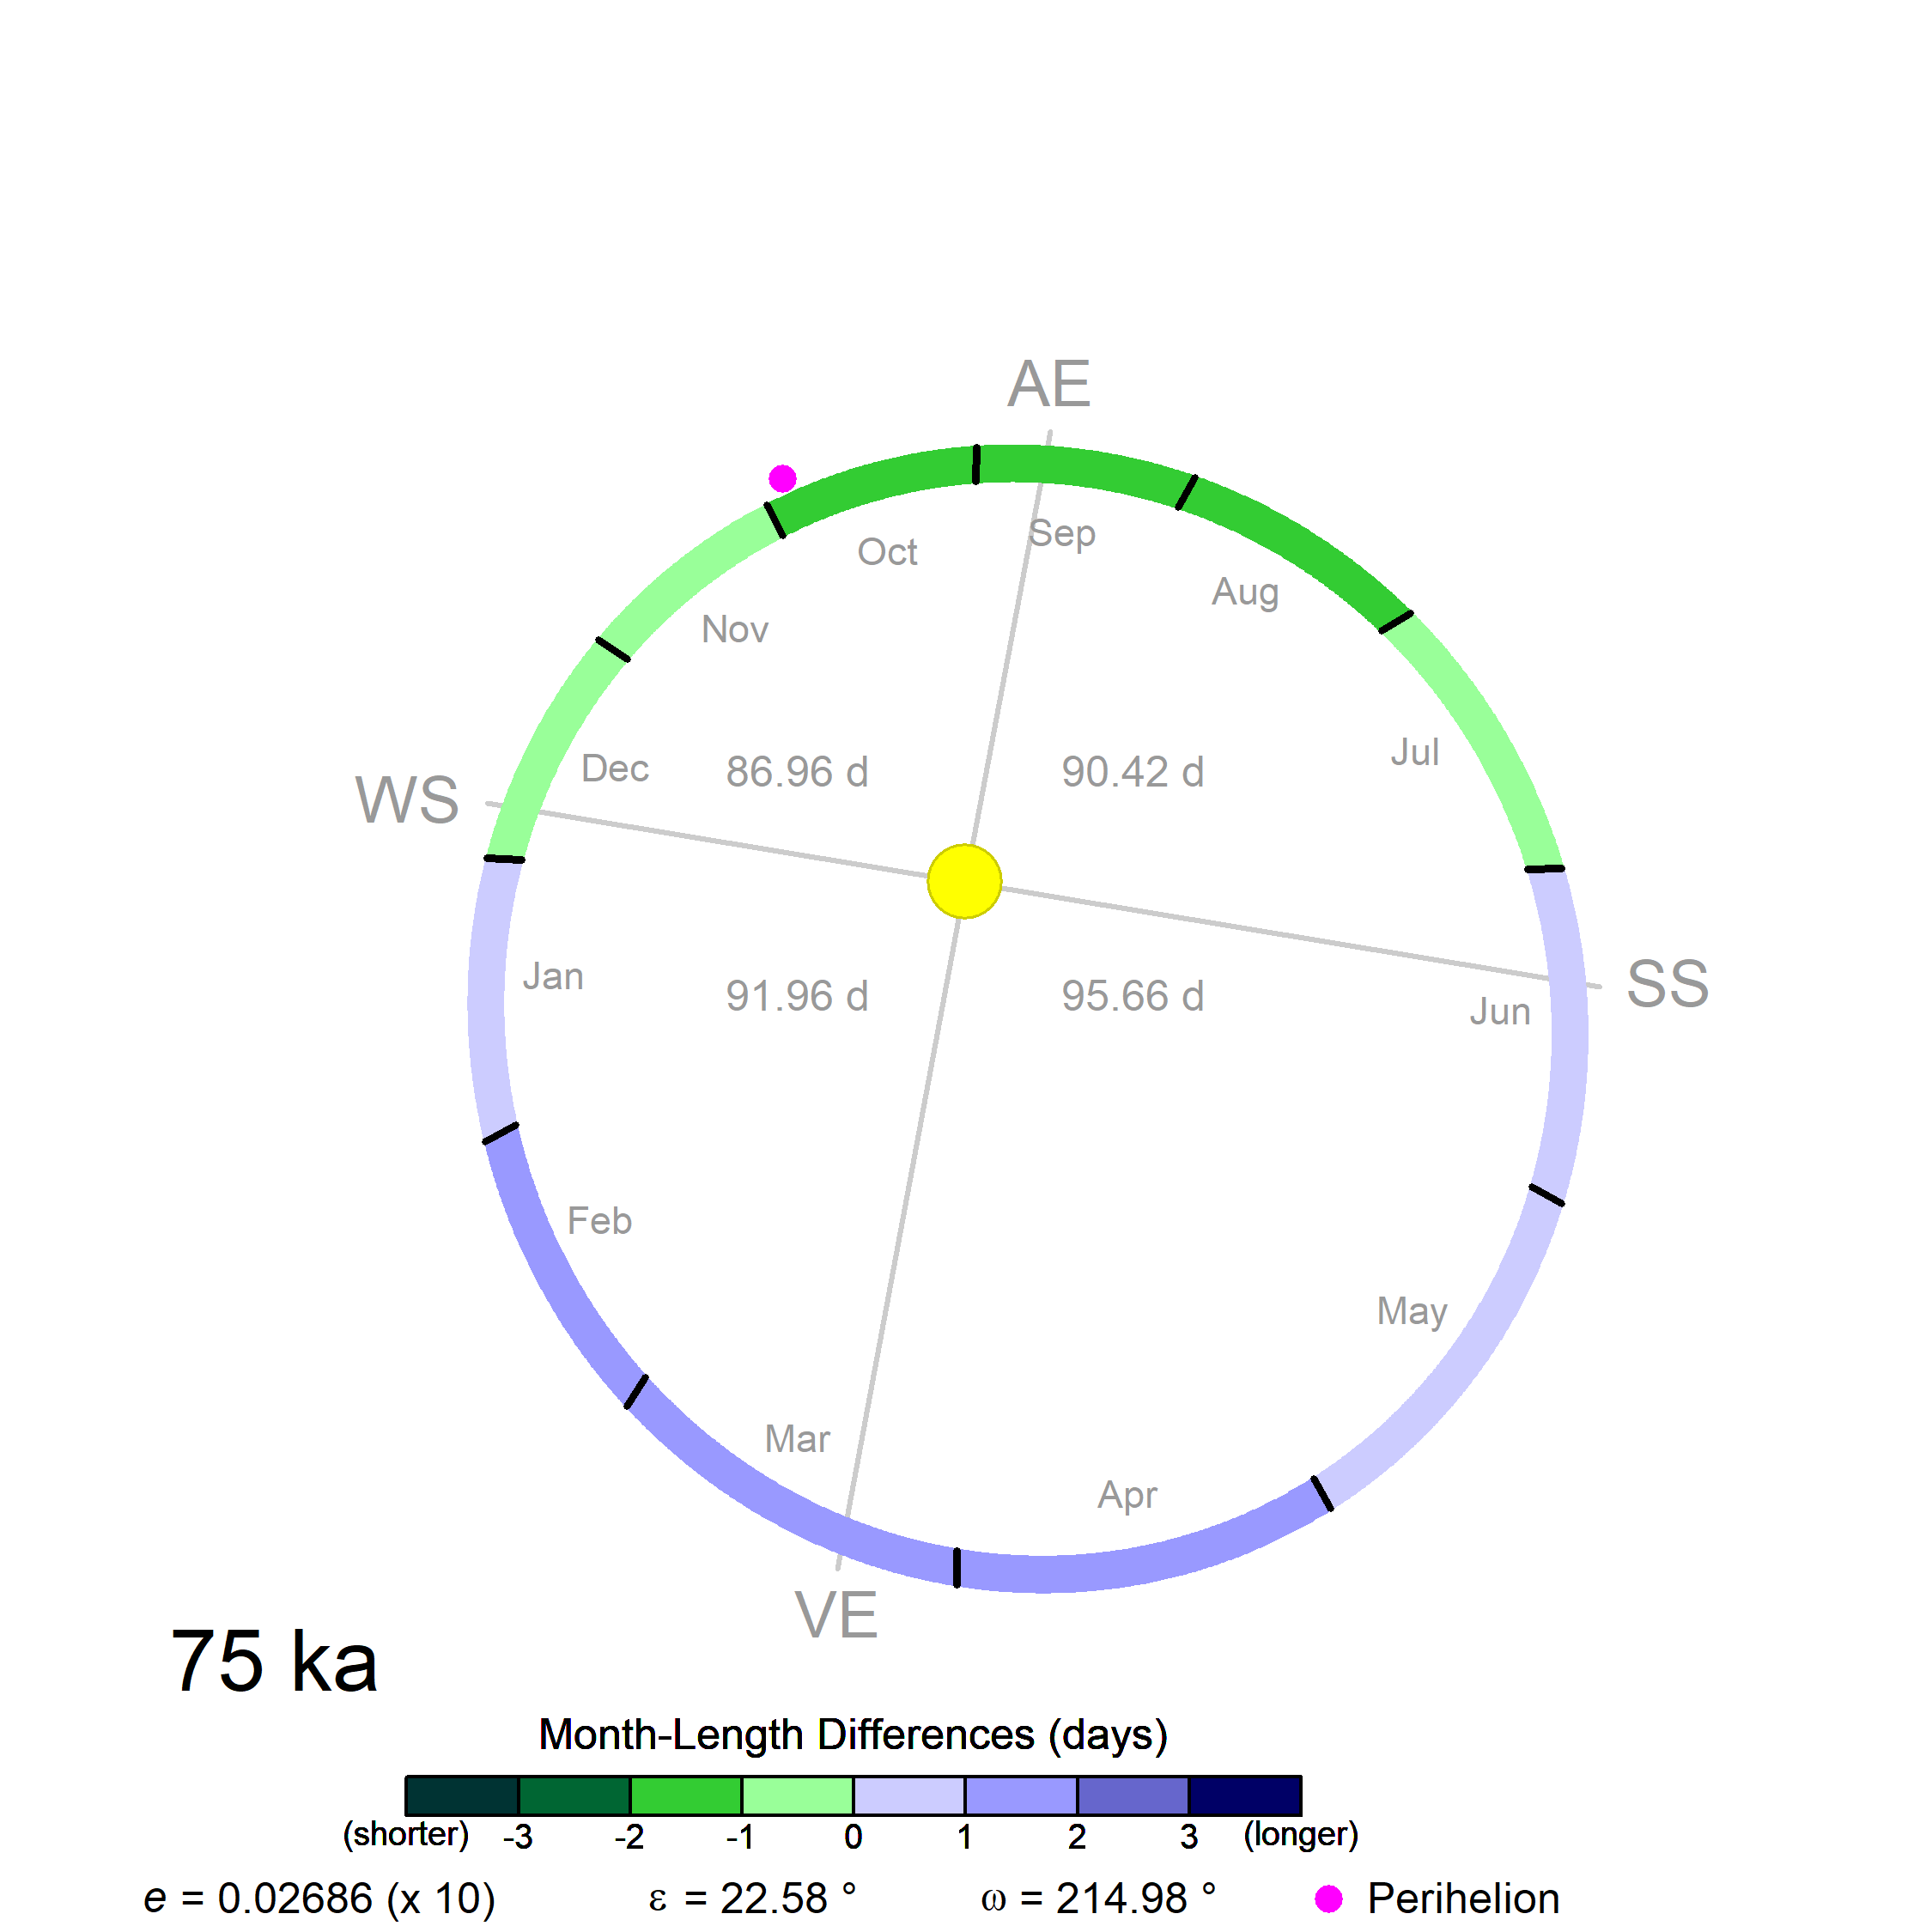 AE
Sep
Oct
Aug
Nov
Jul
Dec
86.96 d
90.42 d
WS
SS
Jan
91.96 d
95.66 d
Jun
Feb
May
Mar
Apr
VE
75 ka
Month-Length Differences (days)
(shorter) -3 -2 -1 0 1 2 3 (longer)
e = 0.02686 (x 10) ε = 22.58 ° ω = 214.98 ° Perihelion